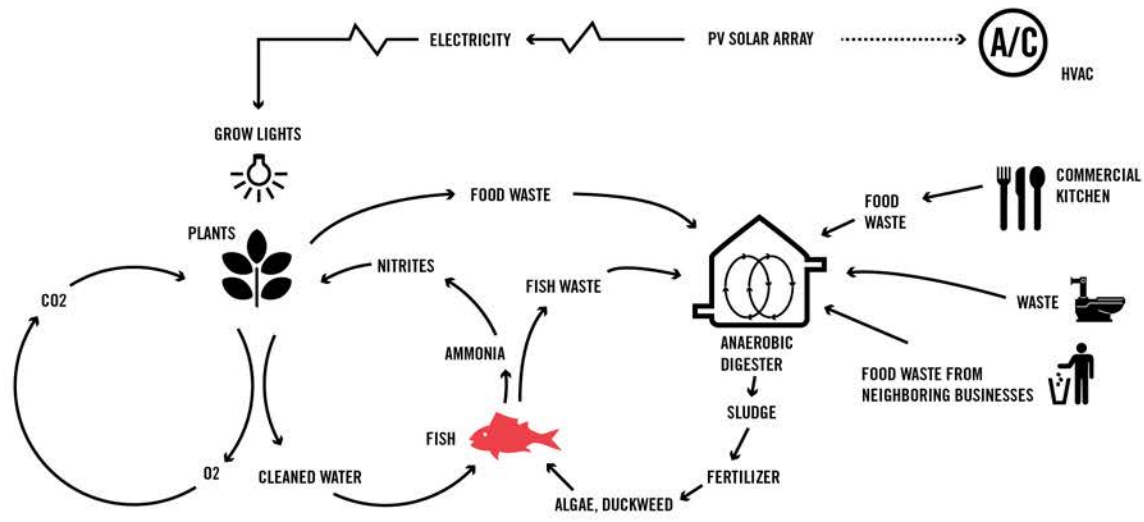 ELECTRICITY
PV SOLAR ARRAY
A/C
HVAC
GROW LIGHTS
COMMERCIAL
KITCHEN
FOOD WASTE
FOOD
WASTE
PLANTS
NITRITES
FISH WASTE
CO2
WASTE
AMMONIA
ANAEROBIC
DIGESTER
FOOD WASTE FROM
NEIGHBORING BUSINESSES
SLUDGE
FISH
O2
CLEANED WATER
FERTILIZER
ALGAE, DUCKWEED